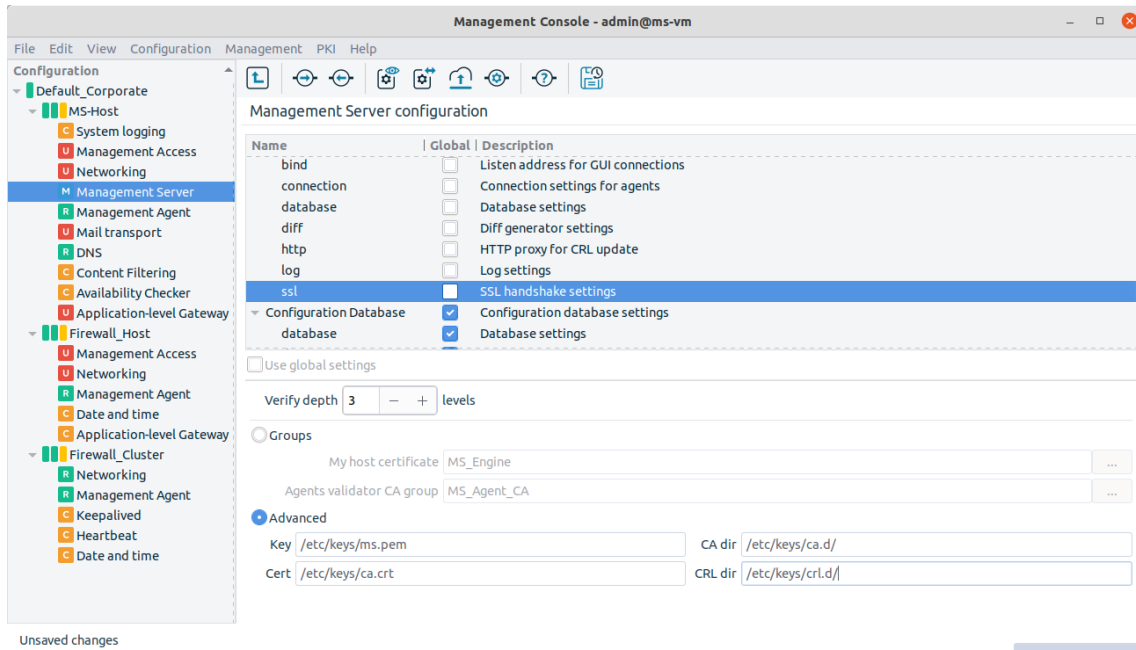 Management Console - admin@ms-vm
File Edit View Configuration Management PKI Help
Configuration
Default_Corporate
MS-Host
C System logging
U Management Access
U Networking
M Management Server
R Management Agent
U Mail transport
R DNS
C Content Filtering
C Availability Checker
U Application-level Gateway
Firewall_Host
U Management Access
U Networking
R Management Agent
C Date and time
C Application-level Gateway
Firewall_Cluster
R Networking
R Management Agent
C Keepalived
C Heartbeat
C Date and time
Management Server configuration
Name Global Description
bind Listen address for GUI connections
connection Connection settings for agents
database Database settings
diff Diff generator settings
http HTTP proxy for CRL update
log Log settings
ssl SSL handshake settings
Configuration Database Configuration database settings
database Database settings
Use global settings
Verify depth 3 − + levels
Groups
My host certificate MS_Engine ...
Agents validator CA group MS_Agent_CA ...
Advanced
Key /etc/keys/ms.pem CA dir /etc/keys/ca.d/
Cert /etc/keys/ca.crt CRL dir /etc/keys/crl.d/
Unsaved changes